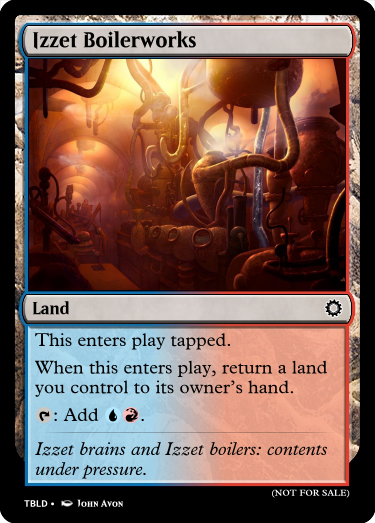 Izzet Boilerworks
Land
This enters play tapped.
When this enters play, return a land
you control to its owner's hand.
: Add .
Izzet brains and Izzet boilers: contents
under pressure.
TBLD • John Avon
(NOT FOR SALE)